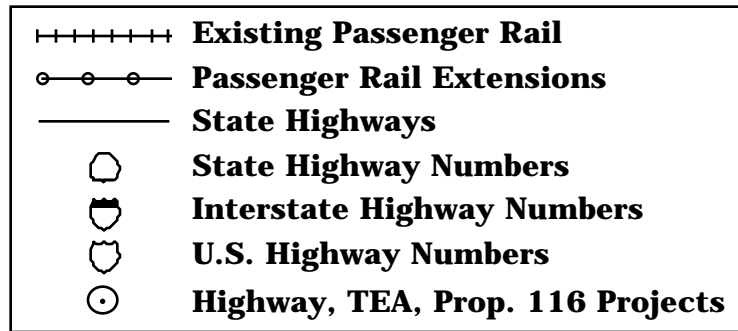 Existing Passenger Rail
Passenger Rail Extensions
State Highways
State Highway Numbers
Interstate Highway Numbers
U.S. Highway Numbers
Highway, TEA, Prop. 116 Projects